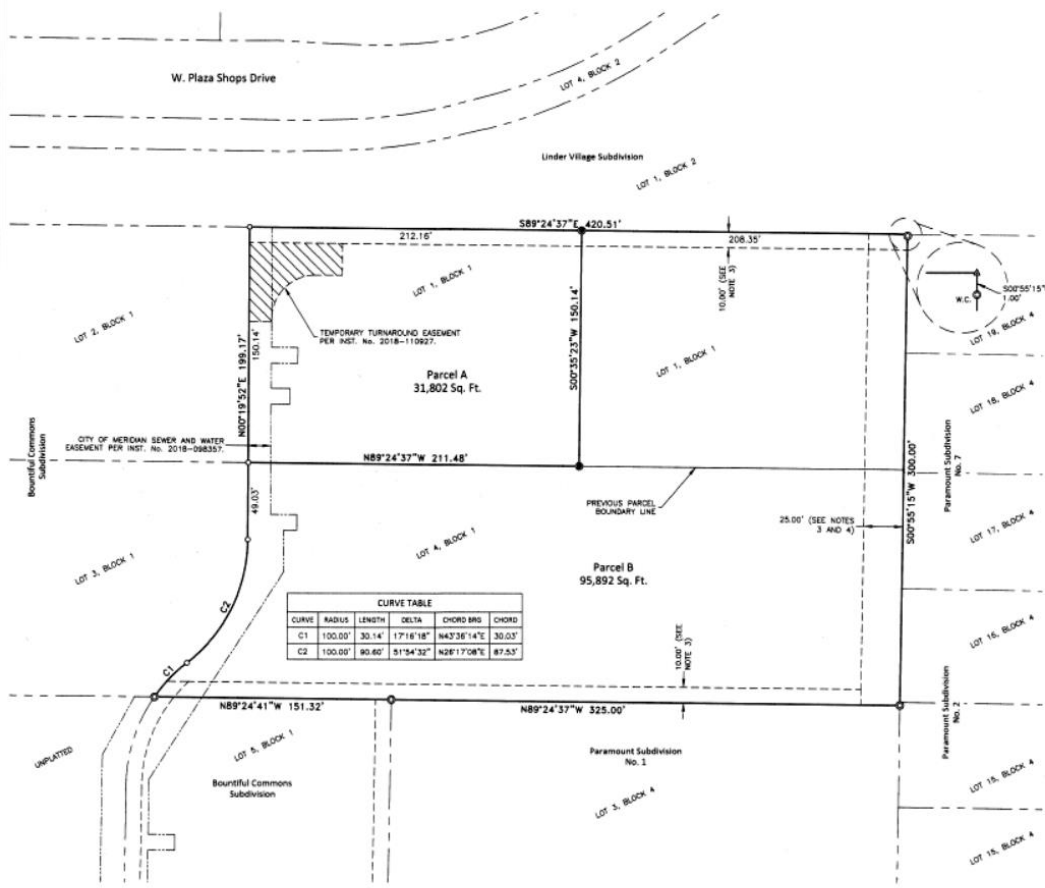 W. Plaza Shops Drive
LOT 4, BLOCK 2
Linder Village Subdivision
LOT 1, BLOCK 2
S89°24'37"E 420.51'
212.16'
208.35'
10.00' (SEE
NOTE 3)
LOT 1, BLOCK 1
S00°55'15"
1.00'
W.C.
LOT 19, BLOCK 4
LOT 2, BLOCK 1
TEMPORARY TURNAROUND EASEMENT
PER INST. No. 2018-110927.
N00°19'52"E 199.17'
150.14'
S00°35'23"W 150.14'
LOT 1, BLOCK 1
Parcel A
31,802 Sq. Ft.
LOT 18, BLOCK 4
CITY OF MERIDIAN SEWER AND WATER
EASEMENT PER INST. No. 2018-098357.
Bountiful Commons
Subdivision
N89°24'37"W 211.48'
PREVIOUS PARCEL
BOUNDARY LINE
S00°55'15"W 300.00'
Paramount Subdivision
No. 7
49.03'
25.00' (SEE NOTES
3 AND 4)
LOT 17, BLOCK 4
LOT 4, BLOCK 1
LOT 3, BLOCK 1
Parcel B
95,892 Sq. Ft.
C2
CURVE TABLE
CURVE RADIUS LENGTH DELTA CHORD BRG CHORD
C1 100.00' 30.14' 17°16'18" N43°36'14"E 30.03'
C2 100.00' 90.60' 51°54'32" N26°17'08"E 87.53'
LOT 16, BLOCK 4
10.00' (SEE
NOTE 3)
C1
N89°24'41"W 151.32'
N89°24'37"W 325.00'
Paramount Subdivision
No. 2
UNPLATTED
LOT 5, BLOCK 1
Bountiful Commons
Subdivision
Paramount Subdivision
No. 1
LOT 3, BLOCK 4
LOT 15, BLOCK 4
LOT 15, BLOCK 4